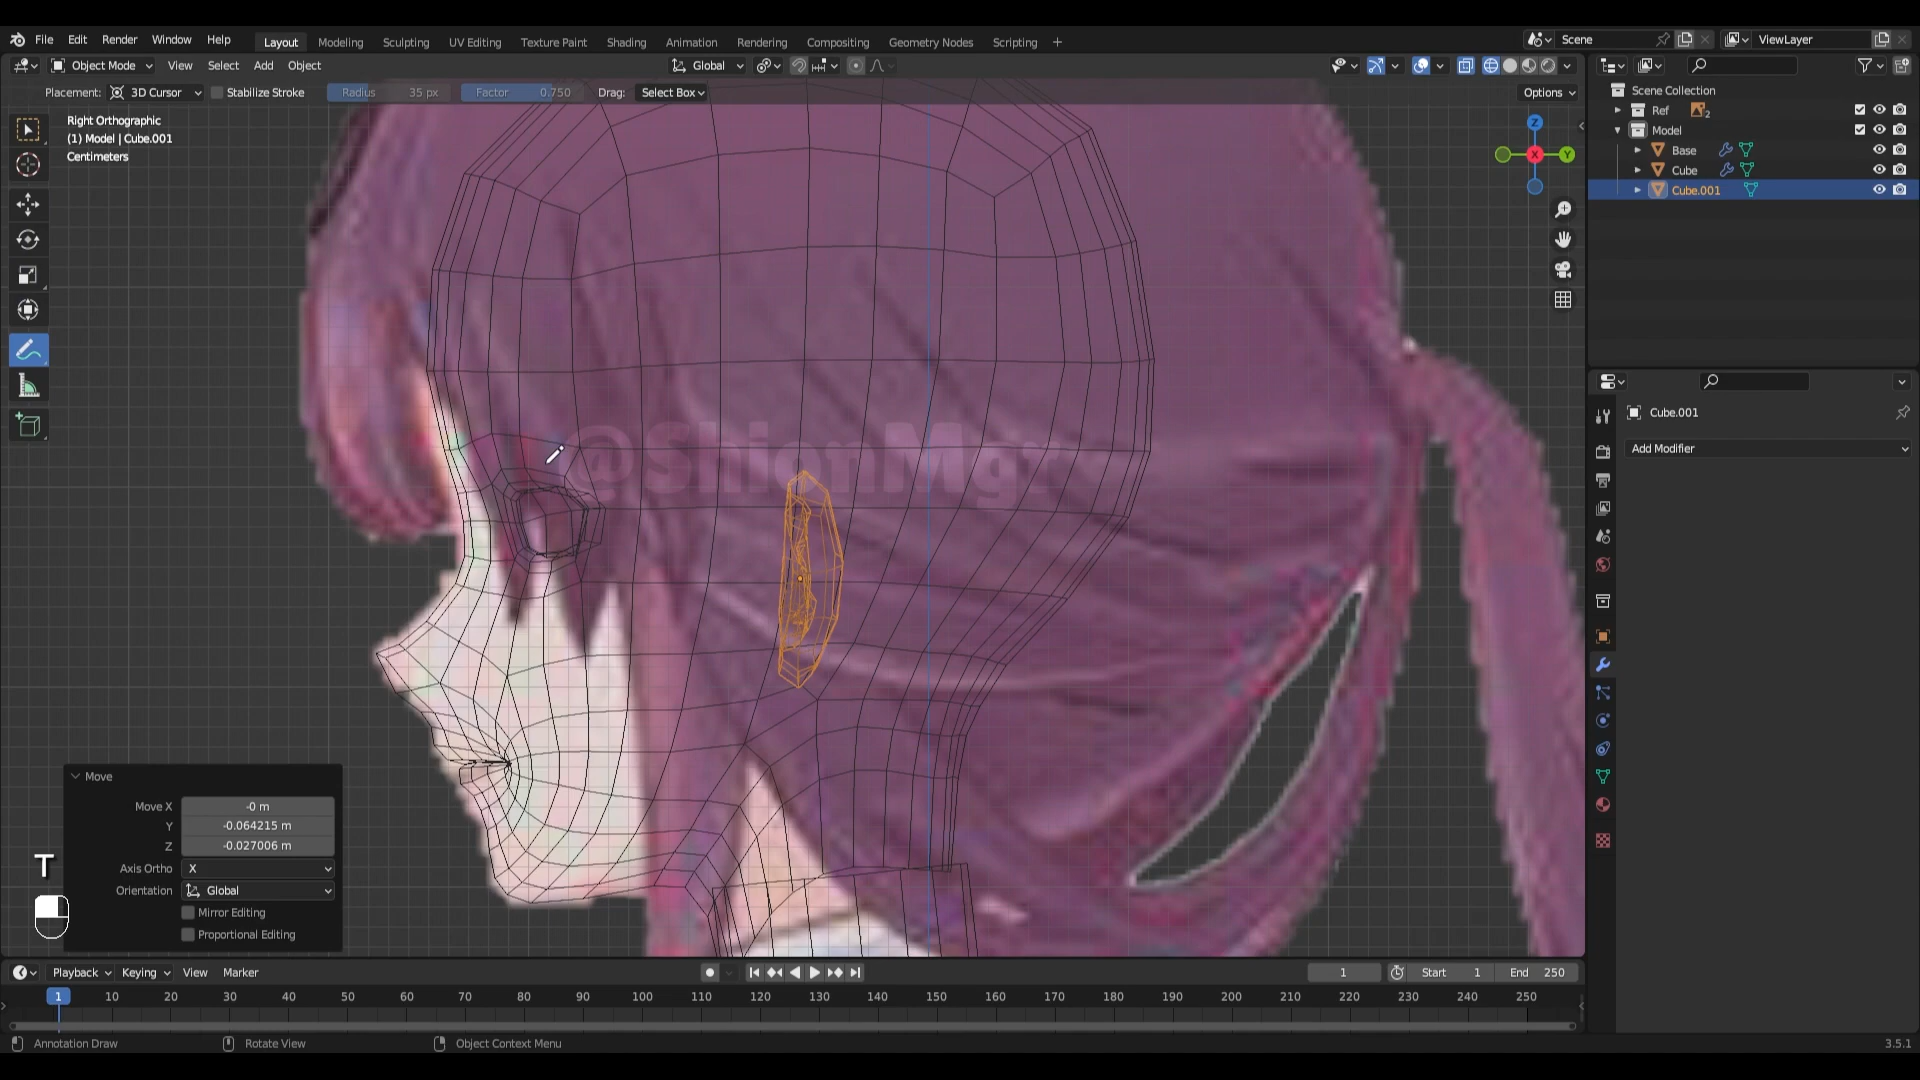 File Edit Render Window Help
Layout Modeling Sculpting UV Editing Texture Paint Shading Animation Rendering Compositing Geometry Nodes Scripting +
Scene
ViewLayer
Object Mode View Select Add Object
Global
Placement: 3D Cursor Stabilize Stroke Radius 35 px Factor 0.750 Drag: Select Box
Options
Right Orthographic
(1) Model | Cube.001
Centimeters
Z
X
Y
Scene Collection
Ref 2
Model
Base
Cube
Cube.001
Cube.001
Add Modifier
@ShionMgr
Move
Move X -0 m
Y -0.064215 m
Z -0.027006 m
Axis Ortho X
Orientation Global
Mirror Editing
Proportional Editing
T
Playback Keying View Marker
1
Start 1
End 250
1 10 20 30 40 50 60 70 80 90 100 110 120 130 140 150 160 170 180 190 200 210 220 230 240 250
Annotation Draw Rotate View Object Context Menu
3.5.1